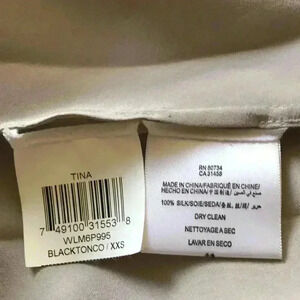 TINA
7 49100 31553 8
WLM6P995
BLACKTONCO / XXS
RN 60734
CA 31458
MADE IN CHINA/FABRIQUÉ EN CHINE/
HECHO EN CHINA/
100% SILK/SOIE/SEDA/
DRY CLEAN
NETTOYAGE A SEC
LAVAR EN SECO